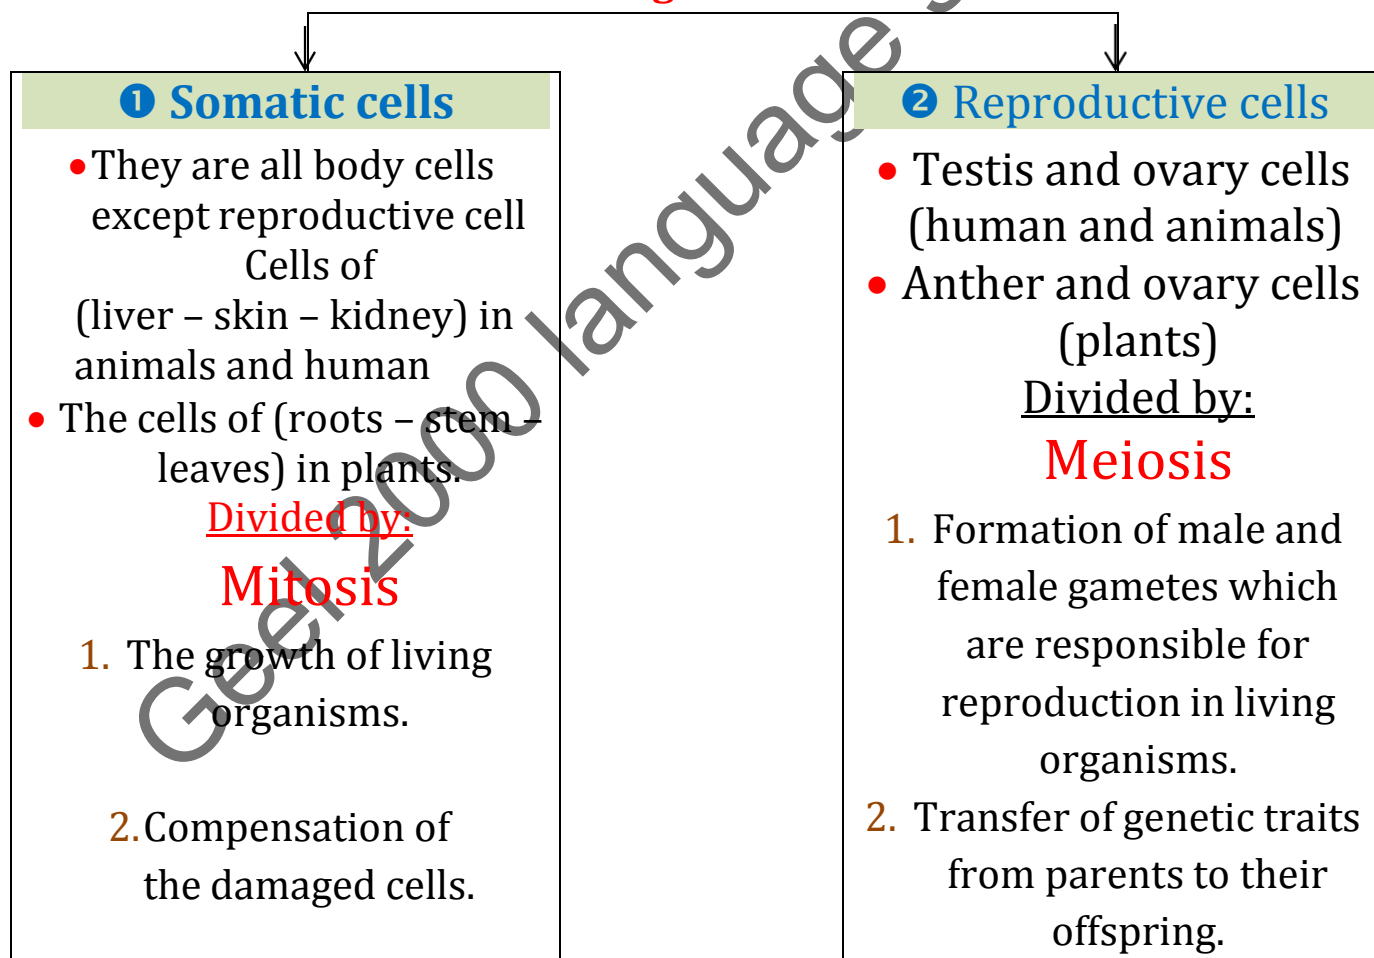 ❶ Somatic cells
•They are all body cells
except reproductive cell
Cells of
(liver – skin – kidney) in
animals and human
• The cells of (roots – stem –
leaves) in plants.
Divided by:
Mitosis
1. The growth of living
organisms.
2. Compensation of
the damaged cells.
❷ Reproductive cells
• Testis and ovary cells
(human and animals)
• Anther and ovary cells
(plants)
Divided by:
Meiosis
1. Formation of male and
female gametes which
are responsible for
reproduction in living
organisms.
2. Transfer of genetic traits
from parents to their
offspring.
Geel 2000 language